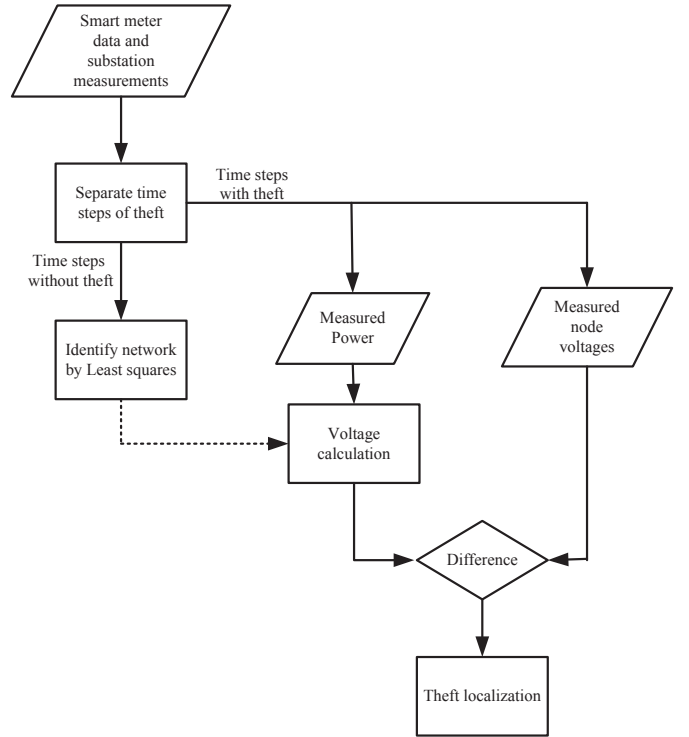 Smart meter
data and
substation
measurements
Separate time
steps of theft
Time steps
with theft
Time steps
without theft
Identify network
by Least squares
Measured
Power
Measured
node
voltages
Voltage
calculation
Difference
Theft localization